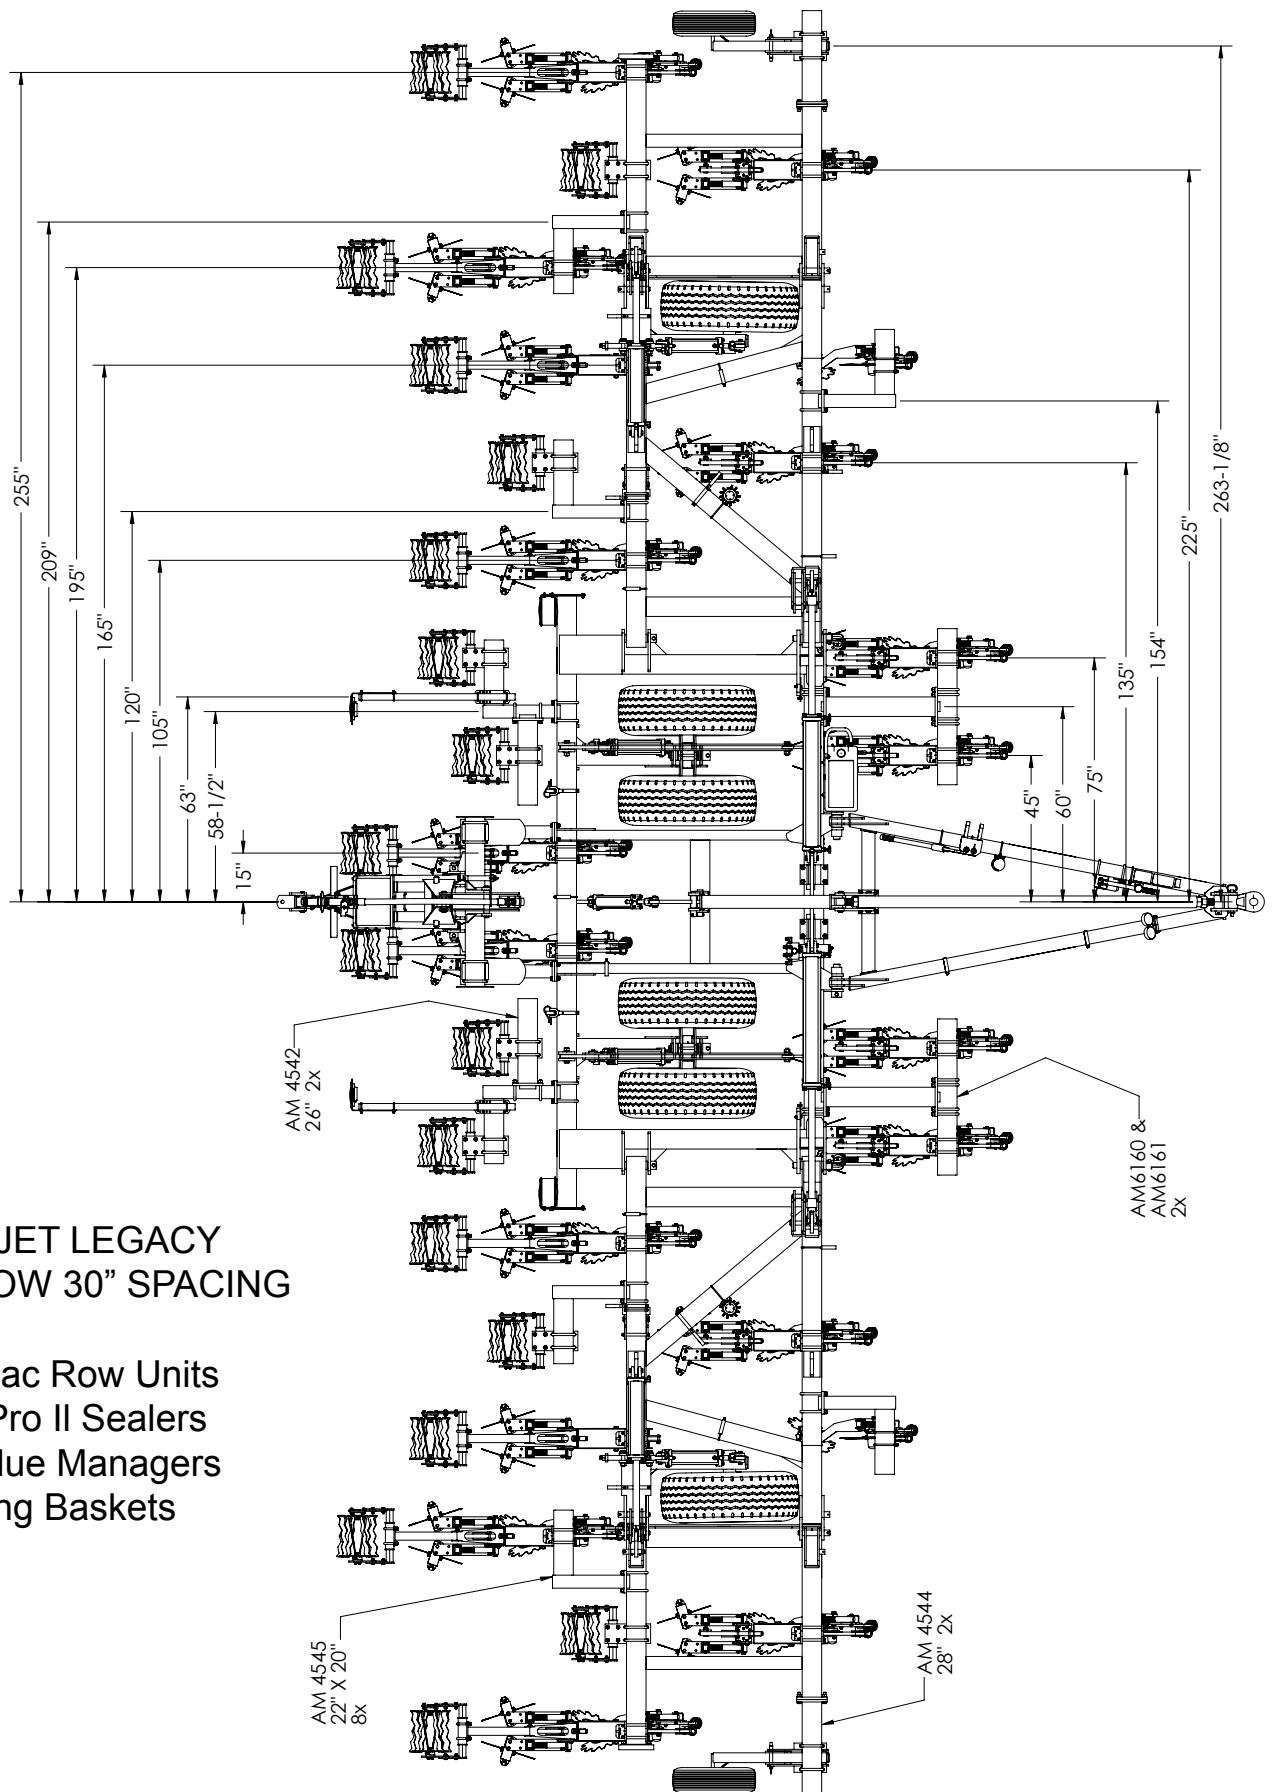 255"
209"
195"
165"
120"
105"
63"
58-1/2"
15"
263-1/8"
225"
154"
135"
75"
60"
45"
AM 4542
26" 2x
AM6160 &
AM6161
2x
JET LEGACY
OW 30” SPACING
ac Row Units
Pro II Sealers
lue Managers
ng Baskets
AM 4545
22" X 20"
8x
AM 4544
28" 2x